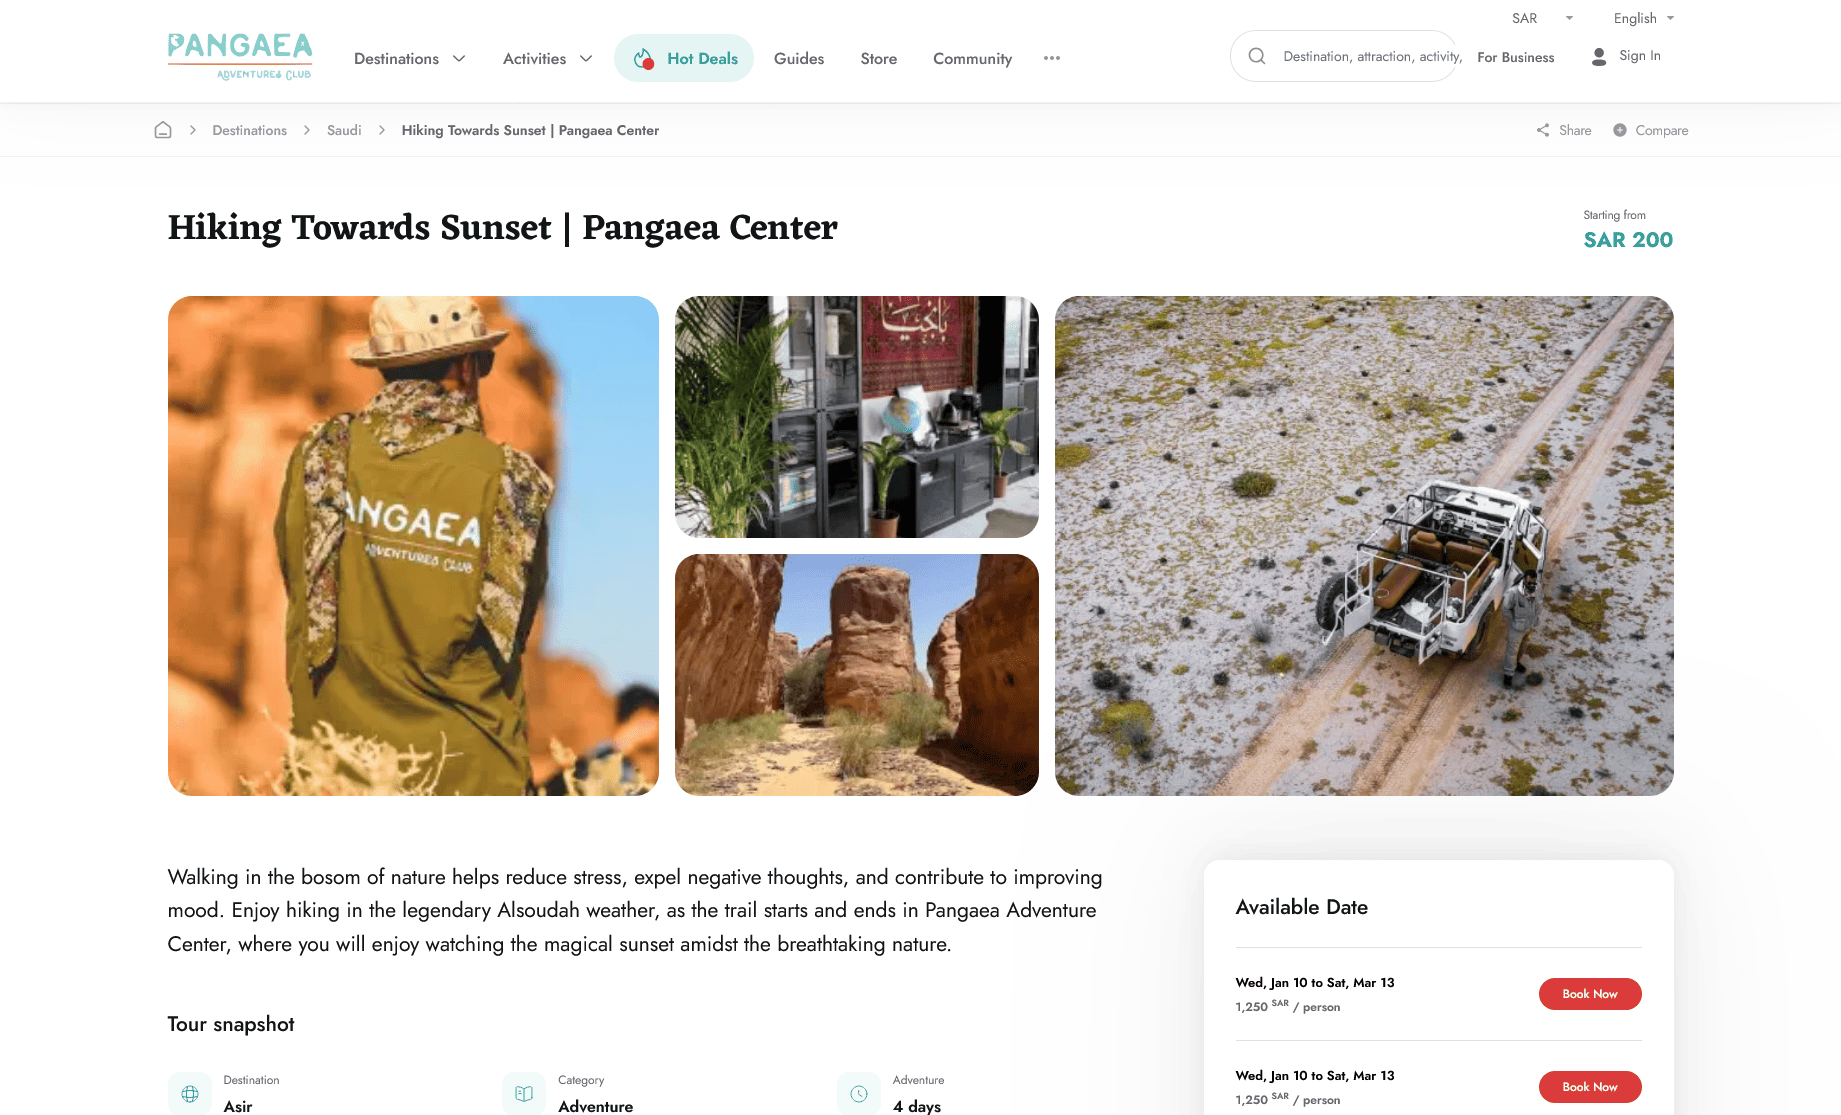 SAR
English
PANGAEA
ADVENTURES CLUB
Destinations
Activities
Hot Deals
Guides
Store
Community
Destination, attraction, activity,
For Business
Sign In
Destinations
Saudi
Hiking Towards Sunset | Pangaea Center
Share
Compare
Hiking Towards Sunset | Pangaea Center
Starting from
SAR 200
ANGAEA
ADVENTURES CLUB
بانجيا
Walking in the bosom of nature helps reduce stress, expel negative thoughts, and contribute to improving
mood. Enjoy hiking in the legendary Alsoudah weather, as the trail starts and ends in Pangaea Adventure
Center, where you will enjoy watching the magical sunset amidst the breathtaking nature.
Available Date
Wed, Jan 10 to Sat, Mar 13
1,250 SAR / person
Book Now
Wed, Jan 10 to Sat, Mar 13
1,250 SAR / person
Book Now
Tour snapshot
Destination
Asir
Category
Adventure
Adventure
4 days